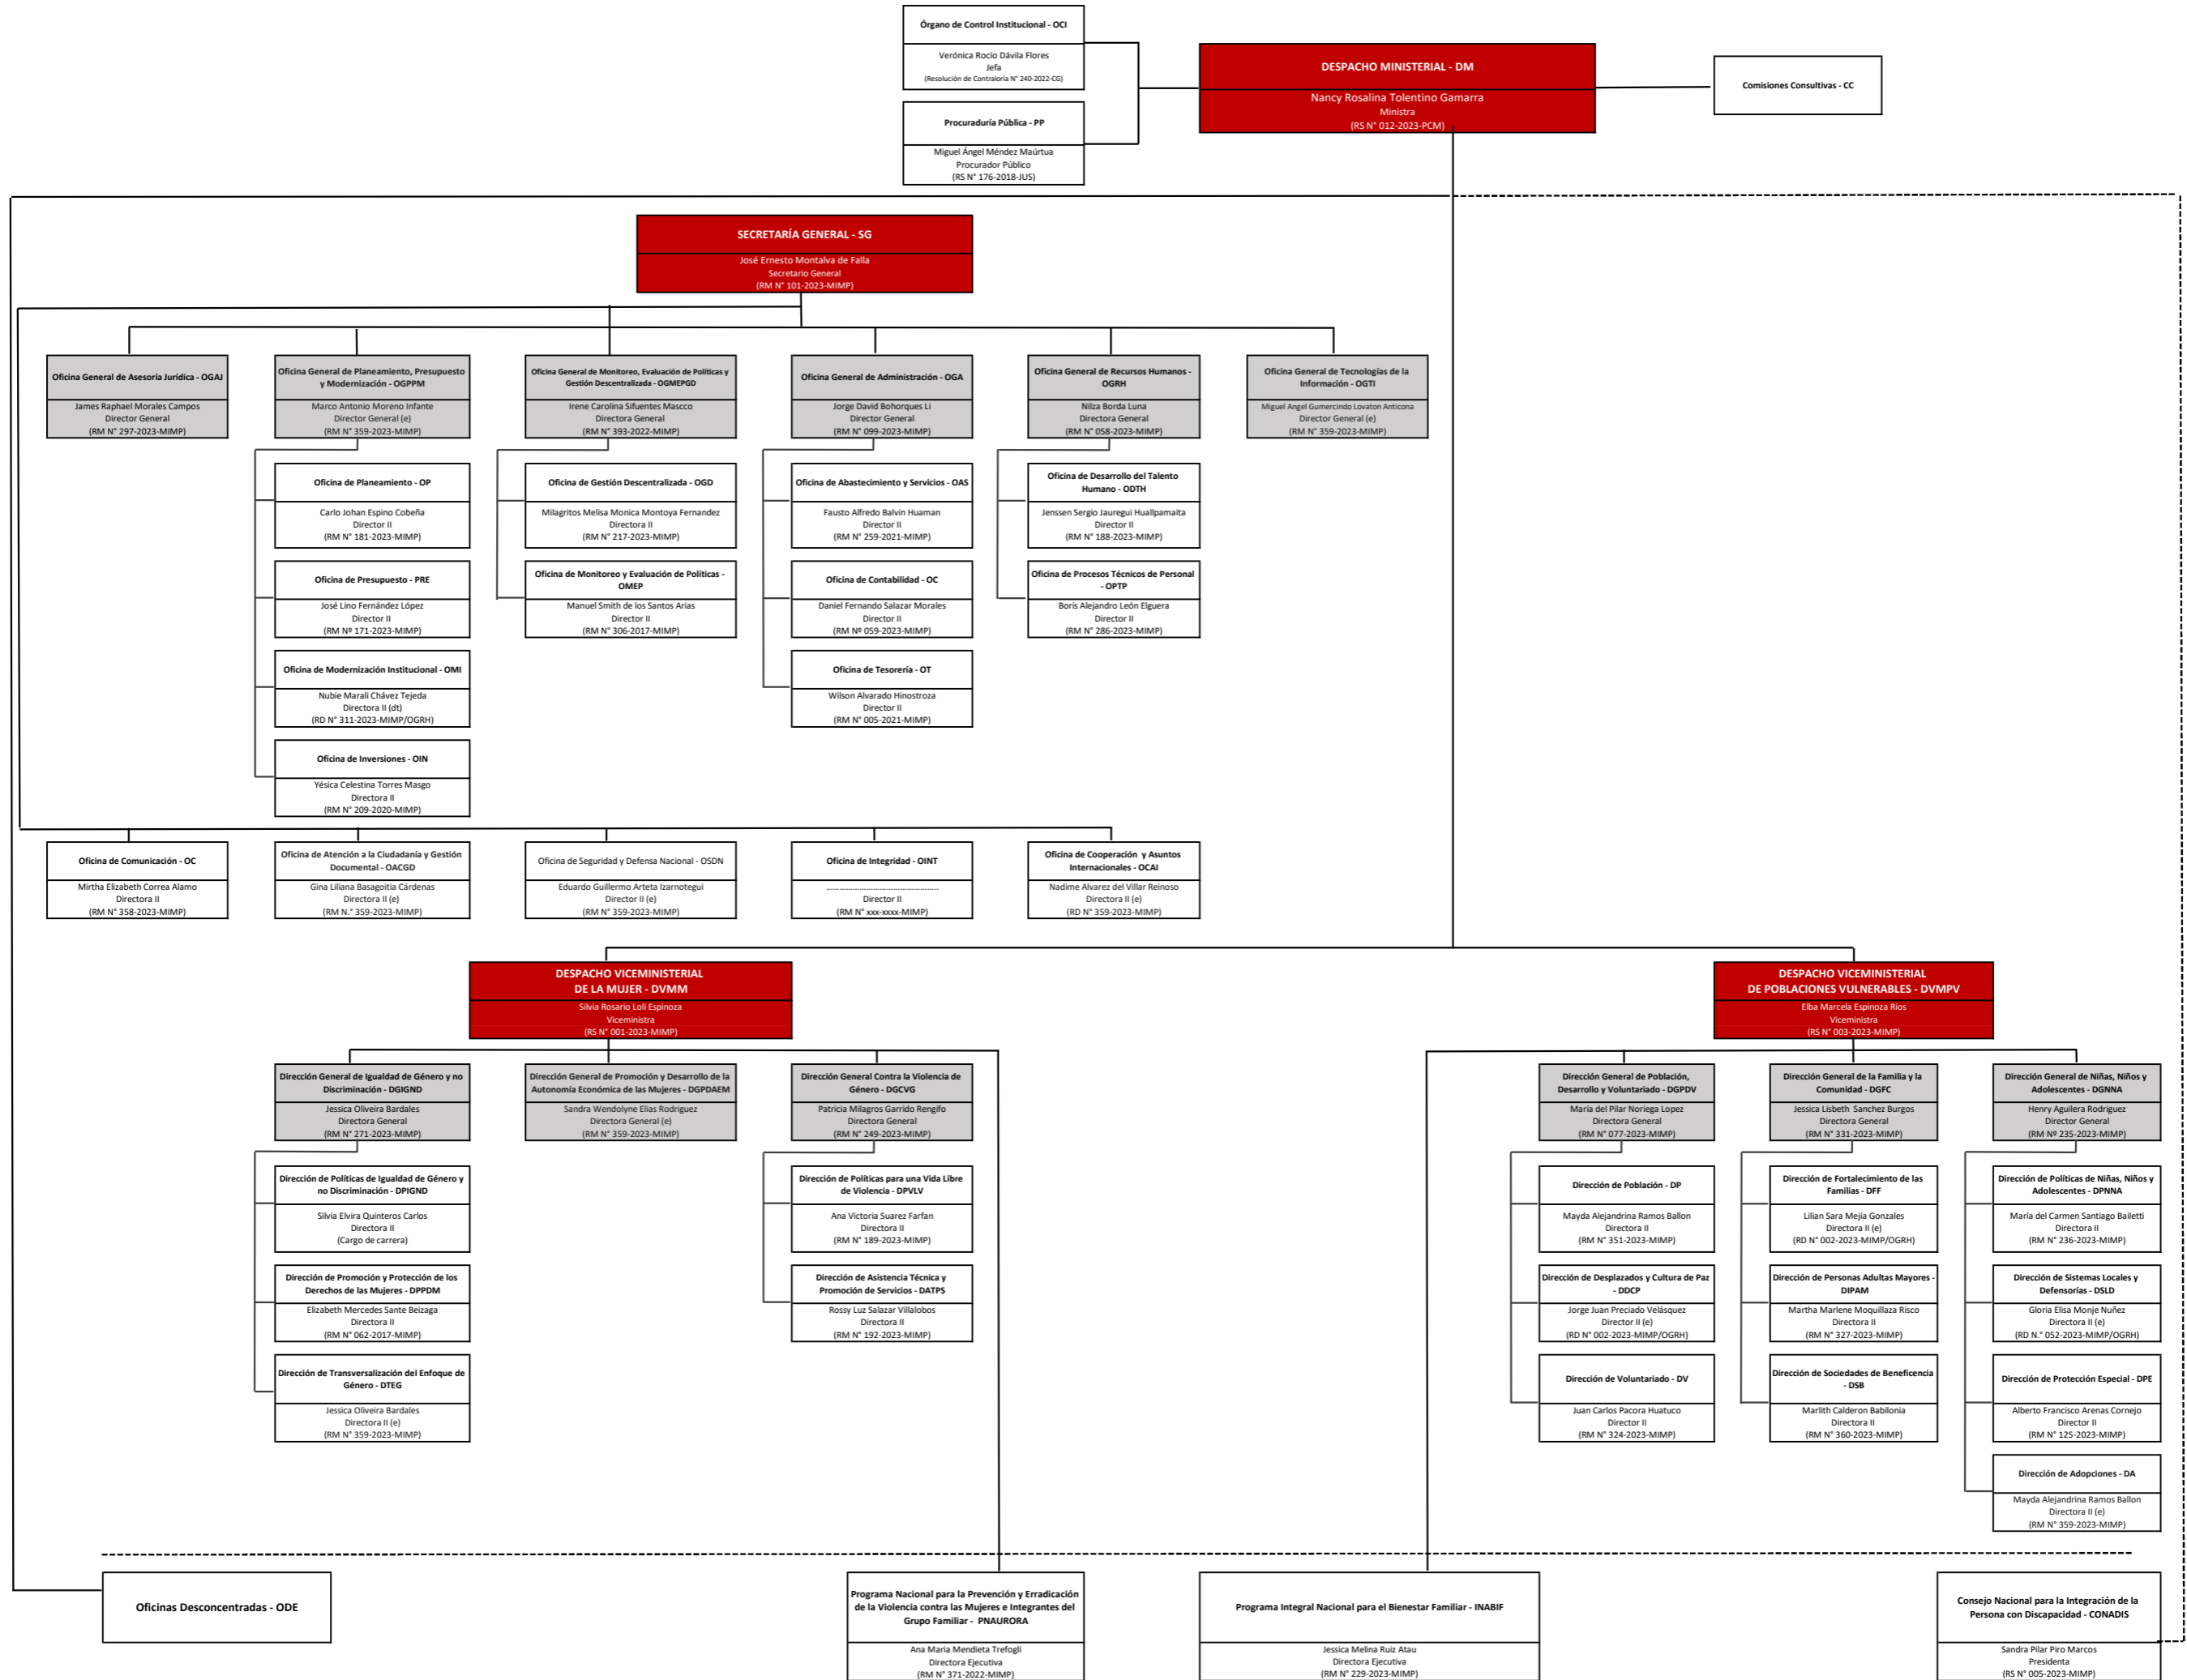 Órgano de Control Institucional - OCI
Verónica Rocío Dávila Flores
Jefa
(Resolución de Contraloría N° 240-2022-CG)
DESPACHO MINISTERIAL - DM
Nancy Rosalina Tolentino Gamarra
Ministra
(RS N° 012-2023-PCM)
Comisiones Consultivas - CC
Procuraduría Pública - PP
Miguel Ángel Méndez Maúrtua
Procurador Público
(RS N° 176-2018-JUS)
SECRETARÍA GENERAL - SG
José Ernesto Montalva de Falla
Secretario General
(RM N° 101-2023-MIMP)
Oficina General de Asesoría Jurídica - OGAJ
James Raphael Morales Campos
Director General
(RM N° 297-2023-MIMP)
Oficina General de Planeamiento, Presupuesto
y Modernización - OGPPM
Marco Antonio Moreno Infante
Director General (e)
(RM N° 359-2023-MIMP)
Oficina General de Monitoreo, Evaluación de Políticas y
Gestión Descentralizada - OGMEPGD
Irene Carolina Sifuentes Mascco
Directora General
(RM N° 393-2022-MIMP)
Oficina General de Administración - OGA
Jorge David Bohorques Li
Director General
(RM N° 099-2023-MIMP)
Oficina General de Recursos Humanos -
OGRH
Nilza Borda Luna
Directora General
(RM N° 058-2023-MIMP)
Oficina General de Tecnologías de la
Información - OGTI
Miguel Angel Gumercindo Lovaton Anticona
Director General (e)
(RM N° 359-2023-MIMP)
Oficina de Planeamiento - OP
Carlo Johan Espino Cobeña
Director II
(RM N° 181-2023-MIMP)
Oficina de Gestión Descentralizada - OGD
Milagritos Melisa Monica Montoya Fernandez
Directora II
(RM N° 217-2023-MIMP)
Oficina de Abastecimiento y Servicios - OAS
Fausto Alfredo Balvin Huaman
Director II
(RM N° 259-2021-MIMP)
Oficina de Desarrollo del Talento
Humano - ODTH
Jenssen Sergio Jauregui Huallpamaita
Director II
(RM N° 188-2023-MIMP)
Oficina de Presupuesto - PRE
José Lino Fernández López
Director II
(RM Nº 171-2023-MIMP)
Oficina de Monitoreo y Evaluación de Políticas -
OMEP
Manuel Smith de los Santos Arias
Director II
(RM N° 306-2017-MIMP)
Oficina de Contabilidad - OC
Daniel Fernando Salazar Morales
Director II
(RM Nº 059-2023-MIMP)
Oficina de Procesos Técnicos de Personal
- OPTP
Boris Alejandro León Elguera
Director II
(RM N° 286-2023-MIMP)
Oficina de Modernización Institucional - OMI
Nubie Marali Chávez Tejeda
Directora II (dt)
(RD N° 311-2023-MIMP/OGRH)
Oficina de Tesorería - OT
Wilson Alvarado Hinostroza
Director II
(RM N° 005-2021-MIMP)
Oficina de Inversiones - OIN
Yésica Celestina Torres Masgo
Directora II
(RM N° 209-2020-MIMP)
Oficina de Comunicación - OC
Mirtha Elizabeth Correa Alamo
Directora II
(RM N° 358-2023-MIMP)
Oficina de Atención a la Ciudadanía y Gestión
Documental - OACGD
Gina Liliana Basagoitia Cárdenas
Directora II (e)
(RM N.° 359-2023-MIMP)
Oficina de Seguridad y Defensa Nacional - OSDN
Eduardo Guillermo Arteta Izarnotegui
Director II (e)
(RM N° 359-2023-MIMP)
Oficina de Integridad - OINT
...................................................
Director II
(RM N° xxx-xxxx-MIMP)
Oficina de Cooperación y Asuntos
Internacionales - OCAI
Nadime Alvarez del Villar Reinoso
Directora II (e)
(RD N° 359-2023-MIMP)
DESPACHO VICEMINISTERIAL
DE LA MUJER - DVMM
Silvia Rosario Loli Espinoza
Viceministra
(RS N° 001-2023-MIMP)
DESPACHO VICEMINISTERIAL
DE POBLACIONES VULNERABLES - DVMPV
Elba Marcela Espinoza Ríos
Viceministra
(RS N° 003-2023-MIMP)
Dirección General de Igualdad de Género y no
Discriminación - DGIGND
Jessica Oliveira Bardales
Directora General
(RM N° 271-2023-MIMP)
Dirección General de Promoción y Desarrollo de la
Autonomía Económica de las Mujeres - DGPDAEM
Sandra Wendolyne Elias Rodriguez
Directora General (e)
(RM N° 359-2023-MIMP)
Dirección General Contra la Violencia de
Género - DGCVG
Patricia Milagros Garrido Rengifo
Directora General
(RM N° 249-2023-MIMP)
Dirección General de Población,
Desarrollo y Voluntariado - DGPDV
María del Pilar Noriega Lopez
Directora General
(RM N° 077-2023-MIMP)
Dirección General de la Familia y la
Comunidad - DGFC
Jessica Lisbeth Sanchez Burgos
Directora General
(RM N° 331-2023-MIMP)
Dirección General de Niñas, Niños y
Adolescentes - DGNNA
Henry Aguilera Rodriguez
Director General
(RM Nº 235-2023-MIMP)
Dirección de Políticas de Igualdad de Género y
no Discriminación - DPIGND
Silvia Elvira Quinteros Carlos
Directora II
(Cargo de carrera)
Dirección de Políticas para una Vida Libre
de Violencia - DPVLV
Ana Victoria Suarez Farfan
Directora II
(RM N° 189-2023-MIMP)
Dirección de Población - DP
Mayda Alejandrina Ramos Ballon
Directora II
(RM N° 351-2023-MIMP)
Dirección de Fortalecimiento de las
Familias - DFF
Lilian Sara Mejía Gonzales
Directora II (e)
(RD N° 002-2023-MIMP/OGRH)
Dirección de Políticas de Niñas, Niños y
Adolescentes - DPNNA
María del Carmen Santiago Bailetti
Directora II
(RM N° 236-2023-MIMP)
Dirección de Promoción y Protección de los
Derechos de las Mujeres - DPPDM
Elizabeth Mercedes Sante Beizaga
Directora II
(RM N° 062-2017-MIMP)
Dirección de Asistencia Técnica y
Promoción de Servicios - DATPS
Rossy Luz Salazar Villalobos
Directora II
(RM N° 192-2023-MIMP)
Dirección de Desplazados y Cultura de Paz
- DDCP
Jorge Juan Preciado Velásquez
Director II (e)
(RD N° 002-2023-MIMP/OGRH)
Dirección de Personas Adultas Mayores -
DIPAM
Martha Marlene Moquillaza Risco
Directora II
(RM N° 327-2023-MIMP)
Dirección de Sistemas Locales y
Defensorías - DSLD
Gloria Elisa Monje Nuñez
Directora II (e)
(RD N.° 052-2023-MIMP/OGRH)
Dirección de Transversalización del Enfoque de
Género - DTEG
Jessica Oliveira Bardales
Directora II (e)
(RM N° 359-2023-MIMP)
Dirección de Voluntariado - DV
Juan Carlos Pacora Huatuco
Director II
(RM N° 324-2023-MIMP)
Dirección de Sociedades de Beneficencia
- DSB
Marlith Calderon Babilonia
Directora II
(RM N° 360-2023-MIMP)
Dirección de Protección Especial - DPE
Alberto Francisco Arenas Cornejo
Director II
(RM N° 125-2023-MIMP)
Dirección de Adopciones - DA
Mayda Alejandrina Ramos Ballon
Directora II (e)
(RM N° 359-2023-MIMP)
Oficinas Desconcentradas - ODE
Programa Nacional para la Prevención y Erradicación
de la Violencia contra las Mujeres e Integrantes del
Grupo Familiar - PNAURORA
Ana Maria Mendieta Trefogli
Directora Ejecutiva
(RM N° 371-2022-MIMP)
Programa Integral Nacional para el Bienestar Familiar - INABIF
Jessica Melina Ruiz Atau
Directora Ejecutiva
(RM N° 229-2023-MIMP)
Consejo Nacional para la Integración de la
Persona con Discapacidad - CONADIS
Sandra Pilar Piro Marcos
Presidenta
(RS N° 005-2023-MIMP)